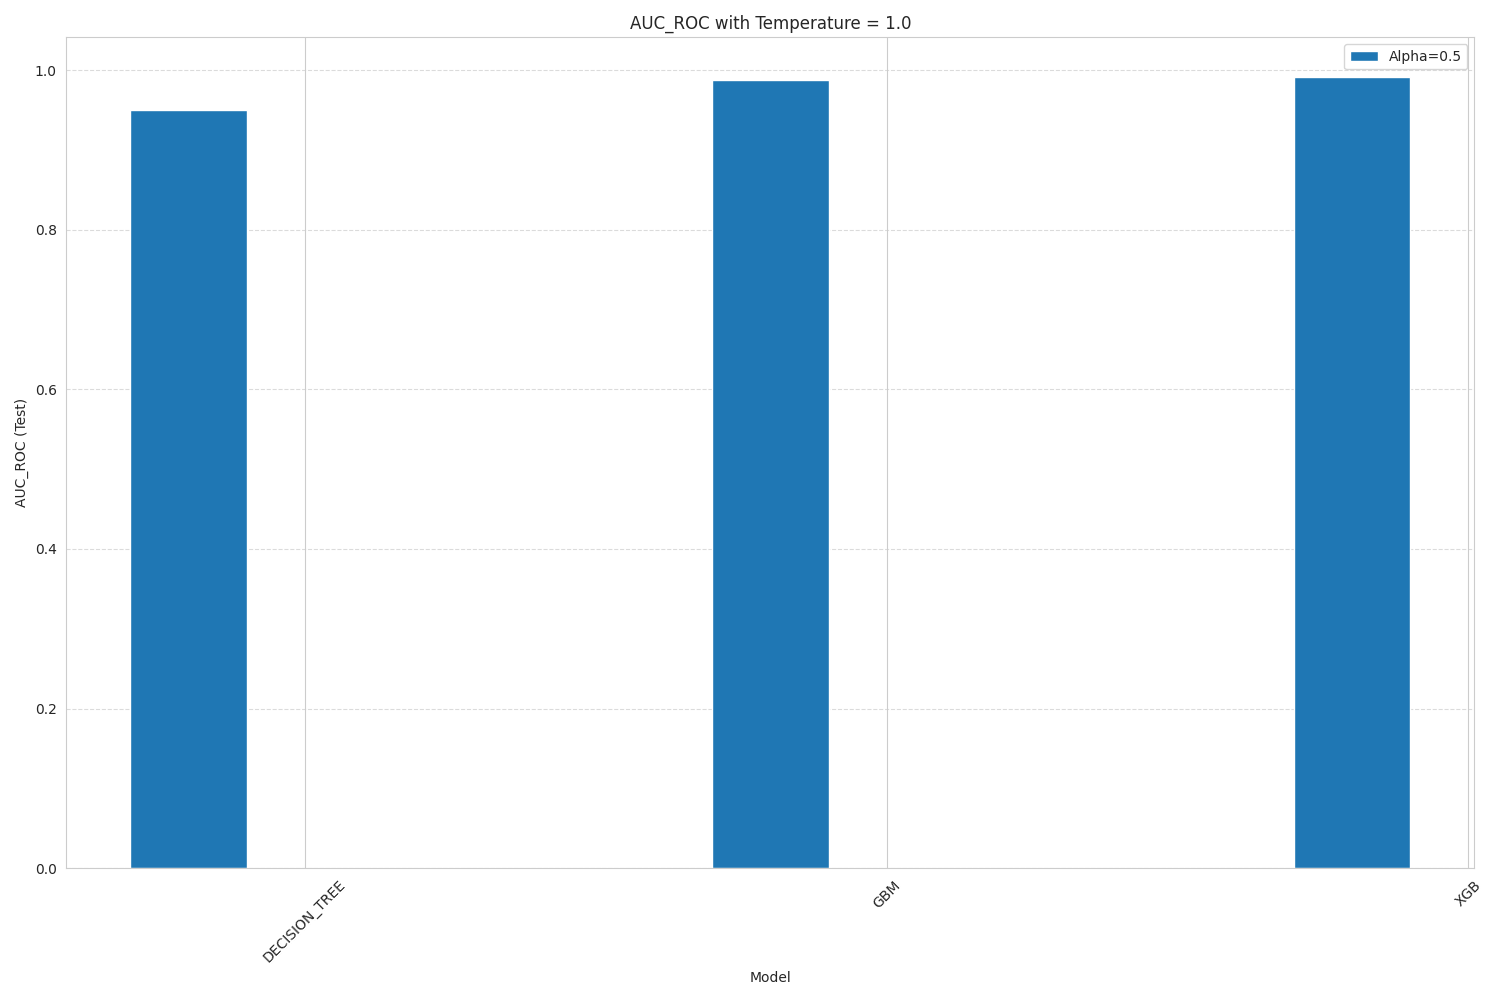 AUC_ROC with Temperature = 1.0
Alpha=0.5
1.0
0.8
0.6
0.4
0.2
0.0
AUC_ROC (Test)
DECISION_TREE
GBM
XGB
Model